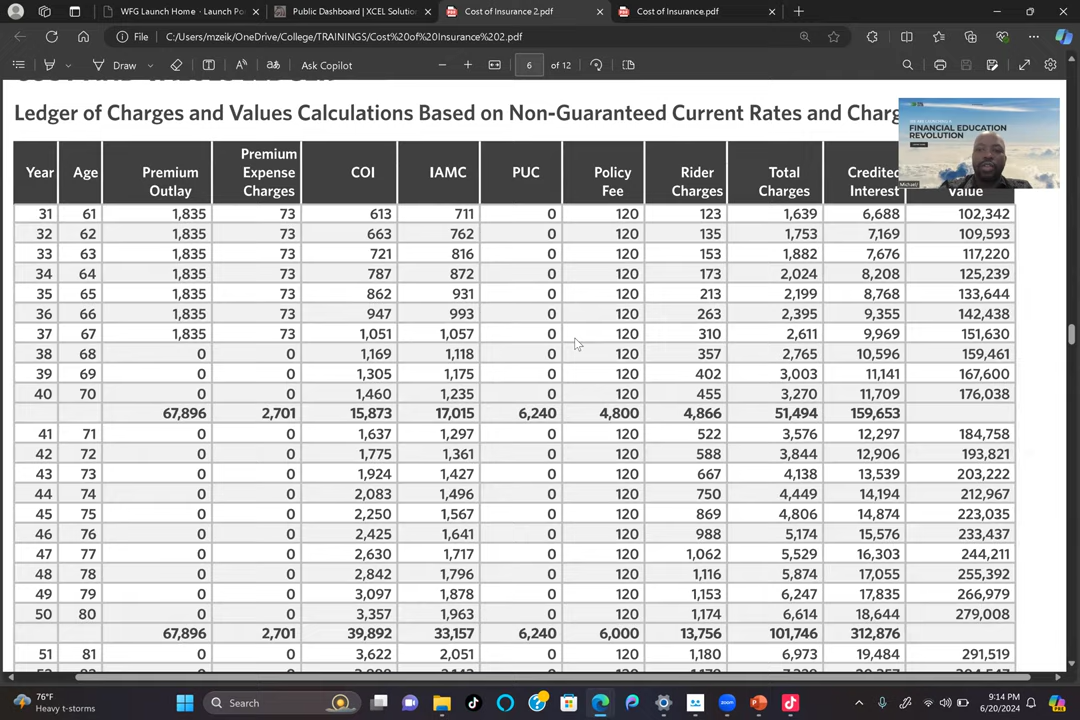 WFG Launch Home - Launch Po
Public Dashboard | XCEL Solution
Cost of Insurance 2.pdf
Cost of Insurance.pdf
File C:/Users/mzeik/OneDrive/College/TRAININGS/Cost%20of%20Insurance%202.pdf
Draw Ask Copilot 6 of 12
Ledger of Charges and Values Calculations Based on Non-Guaranteed Current Rates and Charg
FINANCIAL EDUCATION
REVOLUTION
Michael
Year Age Premium Outlay Premium Expense Charges COI IAMC PUC Policy Fee Rider Charges Total Charges Credited Interest Value
31 61 1,835 73 613 711 0 120 123 1,639 6,688 102,342
32 62 1,835 73 663 762 0 120 135 1,753 7,169 109,593
33 63 1,835 73 721 816 0 120 153 1,882 7,676 117,220
34 64 1,835 73 787 872 0 120 173 2,024 8,208 125,239
35 65 1,835 73 862 931 0 120 213 2,199 8,768 133,644
36 66 1,835 73 947 993 0 120 263 2,395 9,355 142,438
37 67 1,835 73 1,051 1,057 0 120 310 2,611 9,969 151,630
38 68 0 0 1,169 1,118 0 120 357 2,765 10,596 159,461
39 69 0 0 1,305 1,175 0 120 402 3,003 11,141 167,600
40 70 0 0 1,460 1,235 0 120 455 3,270 11,709 176,038
67,896 2,701 15,873 17,015 6,240 4,800 4,866 51,494 159,653
41 71 0 0 1,637 1,297 0 120 522 3,576 12,297 184,758
42 72 0 0 1,775 1,361 0 120 588 3,844 12,906 193,821
43 73 0 0 1,924 1,427 0 120 667 4,138 13,539 203,222
44 74 0 0 2,083 1,496 0 120 750 4,449 14,194 212,967
45 75 0 0 2,250 1,567 0 120 869 4,806 14,874 223,035
46 76 0 0 2,425 1,641 0 120 988 5,174 15,576 233,437
47 77 0 0 2,630 1,717 0 120 1,062 5,529 16,303 244,211
48 78 0 0 2,842 1,796 0 120 1,116 5,874 17,055 255,392
49 79 0 0 3,097 1,878 0 120 1,153 6,247 17,835 266,979
50 80 0 0 3,357 1,963 0 120 1,174 6,614 18,644 279,008
67,896 2,701 39,892 33,157 6,240 6,000 13,756 101,746 312,876
51 81 0 0 3,622 2,051 0 120 1,180 6,973 19,484 291,519
76°F
Heavy t-storms
Search
9:14 PM
6/20/2024